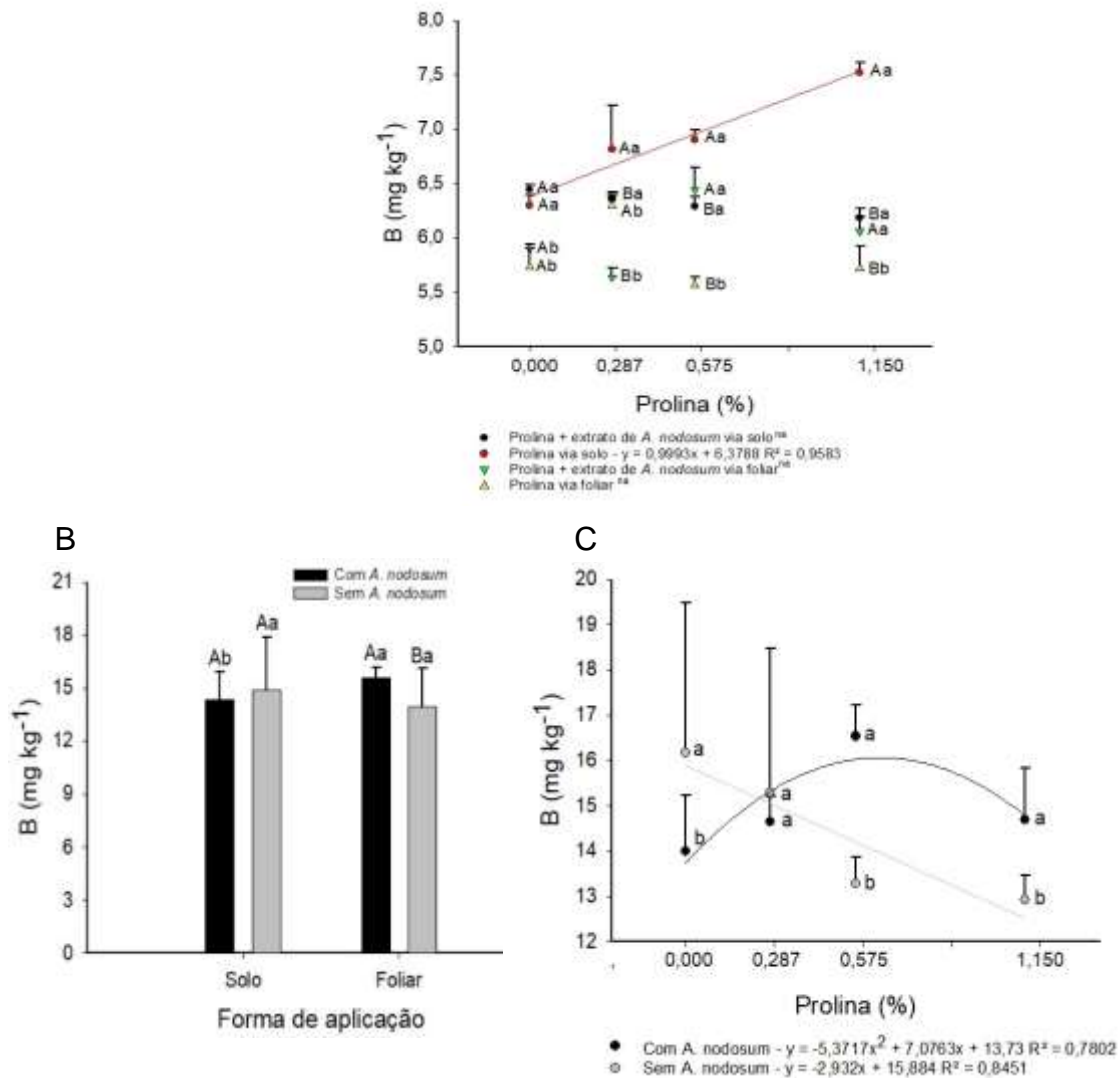 8,0
7,5
7,0
6,5
6,0
5,5
5,0
B (mg kg-1)
Aa
Aa
Aa
Aa
Aa
Aa
Ba
Ab
Ba
Ba
Aa
Ab
Ab
Bb
Bb
Bb
0,000 0,287 0,575 1,150
Prolina (%)
Prolina + extrato de A. nodosum via solo ns
Prolina via solo - y = 0,9993x + 6,3788 R² = 0,9583
Prolina + extrato de A. nodosum via foliar ns
Prolina via foliar ns
B
Com A. nodosum
Sem A. nodosum
21
18
15
12
9
6
3
0
B (mg kg-1)
Ab
Aa
Aa
Ba
Solo Foliar
Forma de aplicação
C
20
19
18
17
16
15
14
13
12
B (mg kg-1)
a
b
a
a
a
b
a
b
0,000 0,287 0,575 1,150
Prolina (%)
Com A. nodosum - y = -5,3717x² + 7,0763x + 13,73 R² = 0,7802
Sem A. nodosum - y = -2,932x + 15,884 R² = 0,8451